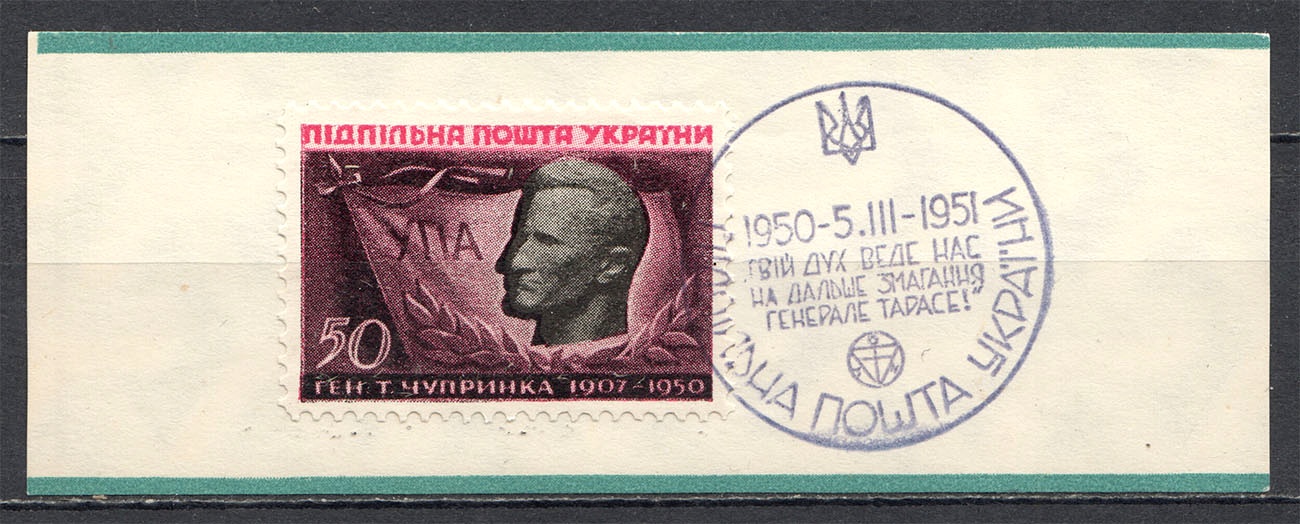 ПІДПІЛЬНА ПОШТА УКРАЇНИ
УПА
50
ГЕН. Т. ЧУПРИНКА 1907-1950
1950-5.III-1951
ТВІЙ ДУХ ВЕДЕ НАС
НА ДАЛЬШЕ ЗМАГАННЯ
ГЕНЕРАЛЕ ТАРАСЕ!"
ПОШТА УКРАЇНИ